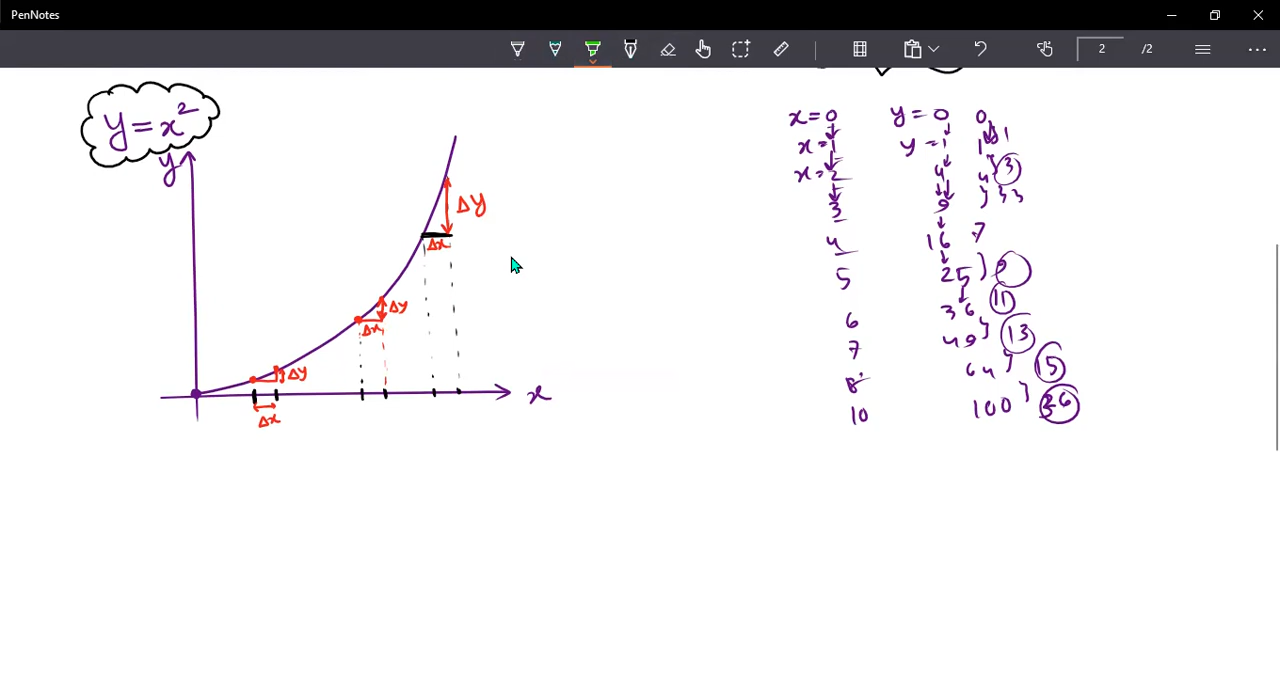 PenNotes
2 /2
y = x²
y
Δy
Δx
Δy
Δx
Δy
x
Δx
x=0 y=0 0
x=1 y=1 1 1
x=2 4 4 3
3 9
4 16 7
5 25
36 11
6
7 49 13
8 64 15
10 100 36